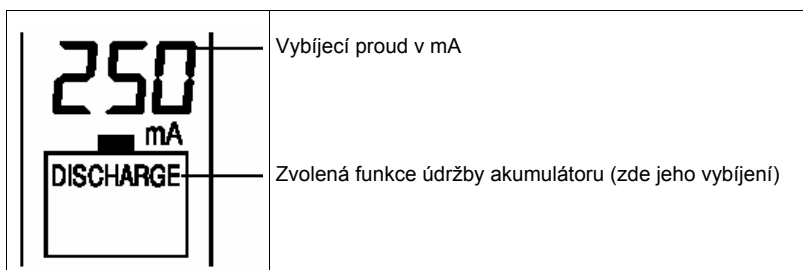 250
Vybíjecí proud v mA
mA
DISCHARGE
Zvolená funkce údržby akumulátoru (zde jeho vybíjení)